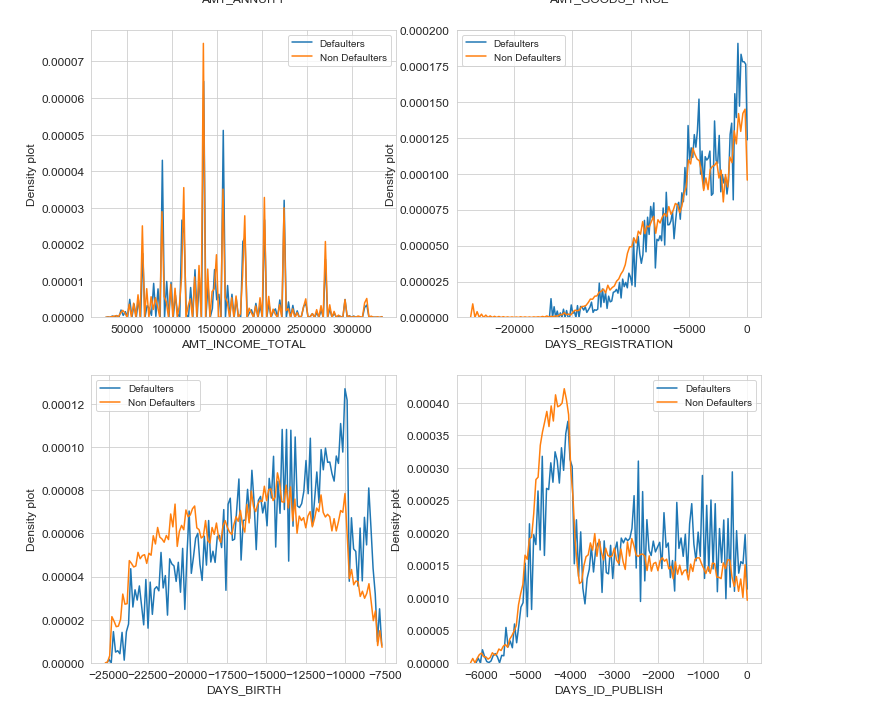 AMT_ANNUITY
AMT_GOODS_PRICE
Density plot
0.00007
0.00006
0.00005
0.00004
0.00003
0.00002
0.00001
0.00000
Defaulters
Non Defaulters
50000 100000 150000 200000 250000 300000
AMT_INCOME_TOTAL
Density plot
0.000200
0.000175
0.000150
0.000125
0.000100
0.000075
0.000050
0.000025
0.000000
Defaulters
Non Defaulters
−20000 −15000 −10000 −5000 0
DAYS_REGISTRATION
Density plot
0.00012
0.00010
0.00008
0.00006
0.00004
0.00002
0.00000
Defaulters
Non Defaulters
−25000 −22500 −20000 −17500 −15000 −12500 −10000 −7500
DAYS_BIRTH
Density plot
0.00040
0.00035
0.00030
0.00025
0.00020
0.00015
0.00010
0.00005
0.00000
Defaulters
Non Defaulters
−6000 −5000 −4000 −3000 −2000 −1000 0
DAYS_ID_PUBLISH